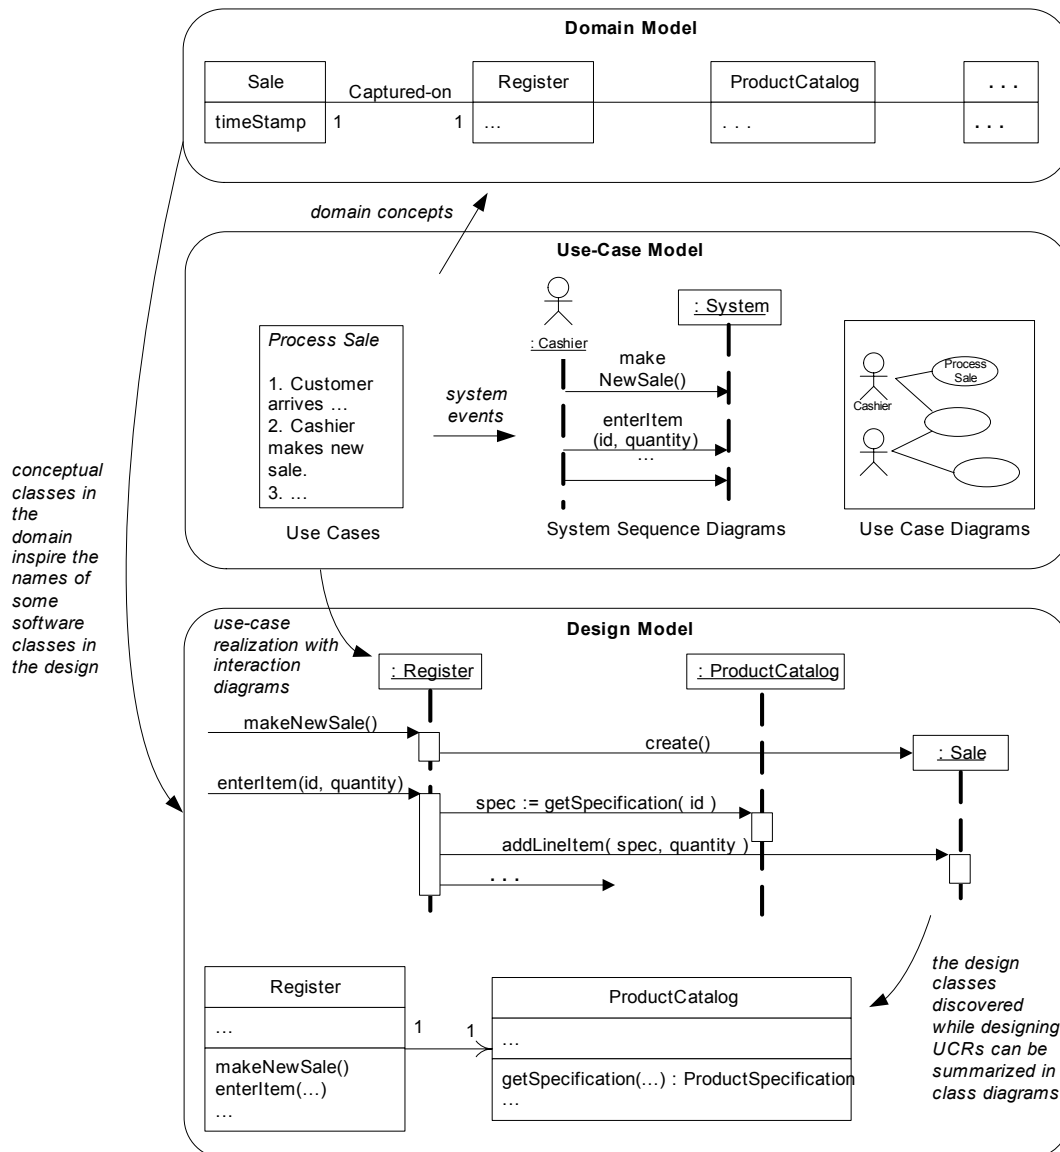 Domain Model
Sale
Captured-on
Register
ProductCatalog
. . .
timeStamp
1
1
...
. . .
. . .
domain concepts
Use-Case Model
Process Sale
1. Customer
arrives ...
2. Cashier
makes new
sale.
3. ...
Use Cases
system
events
: Cashier
: System
make
NewSale()
enterItem
(id, quantity)
...
System Sequence Diagrams
Cashier
Process
Sale
Use Case Diagrams
conceptual
classes in
the
domain
inspire the
names of
some
software
classes in
the design
use-case
realization with
interaction
diagrams
Design Model
: Register
: ProductCatalog
makeNewSale()
create()
: Sale
enterItem(id, quantity)
spec := getSpecification( id )
addLineItem( spec, quantity )
. . .
Register
...
makeNewSale()
enterItem(...)
...
1
1
ProductCatalog
...
getSpecification(...) : ProductSpecification
...
the design
classes
discovered
while designing
UCRs can be
summarized in
class diagrams